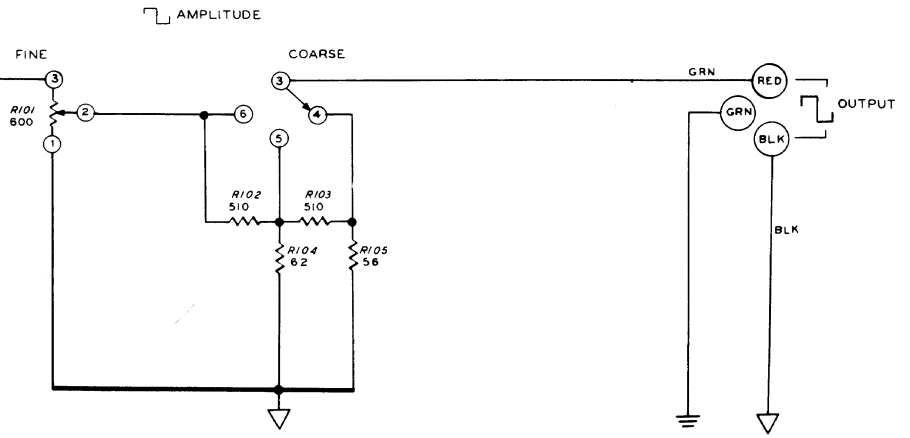 AMPLITUDE
FINE
COARSE
3
3
GRN
RED
R101
600
2
6
4
GRN
OUTPUT
1
5
BLK
R102
510
R103
510
BLK
R104
62
R105
56